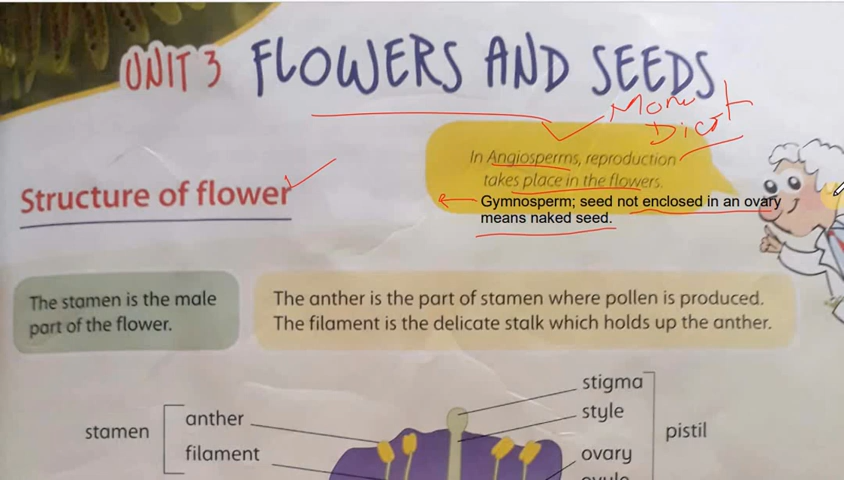 UNIT 3 FLOWERS AND SEEDS
Monot
Dicot
In Angiosperms, reproduction
takes place in the flowers.
Gymnosperm; seed not enclosed in an ovary
means naked seed.
Structure of flower
The stamen is the male
part of the flower.
The anther is the part of stamen where pollen is produced.
The filament is the delicate stalk which holds up the anther.
stamen
anther
filament
stigma
style
ovary
ovule
pistil